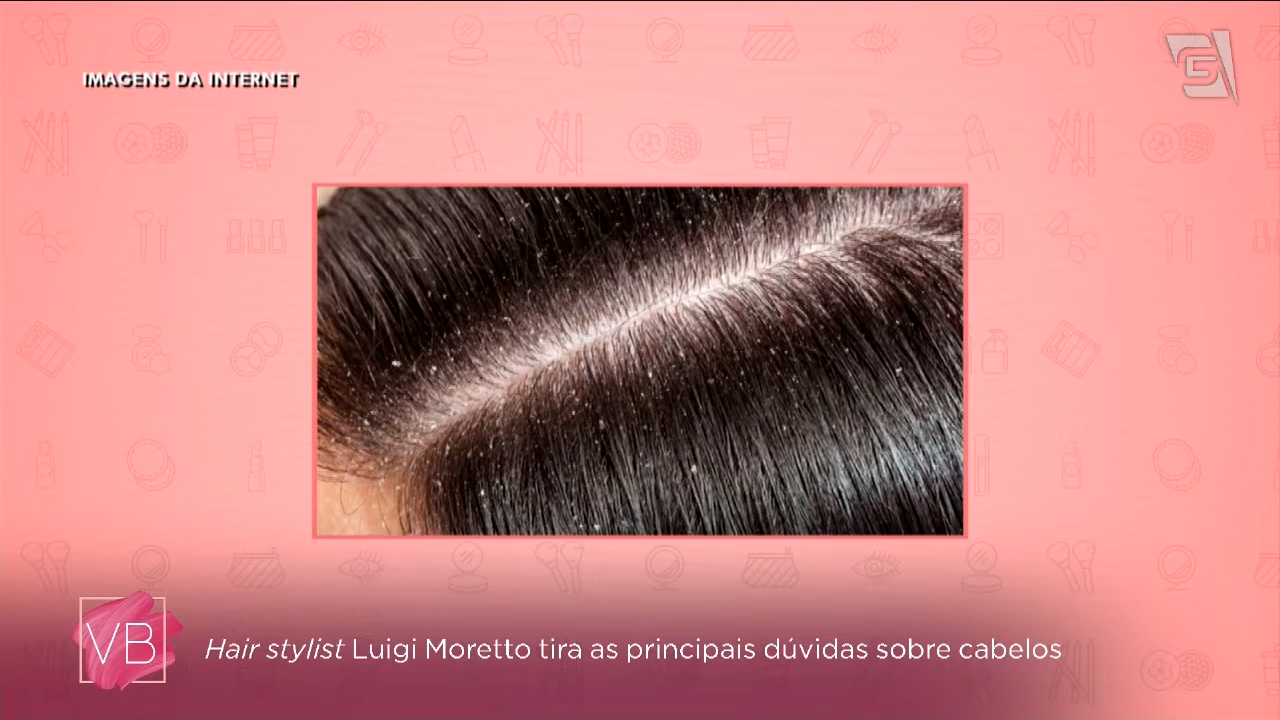 IMAGENS DA INTERNET
G
VB
Hair stylist Luigi Moretto tira as principais dúvidas sobre cabelos